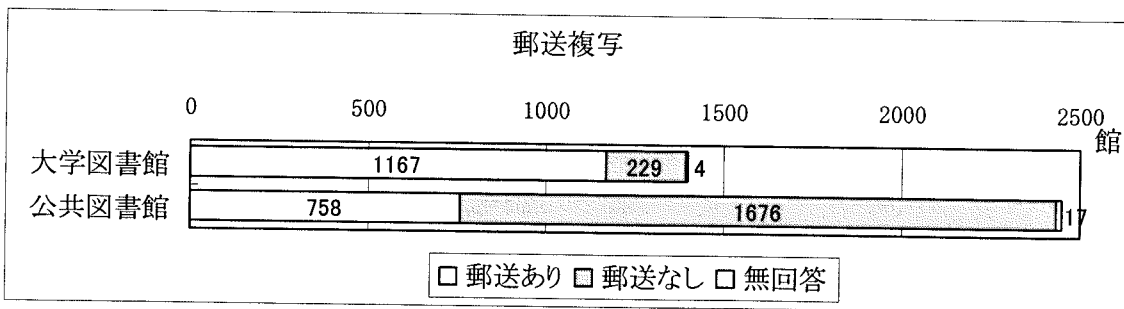 郵送複写
0 500 1000 1500 2000 2500
館
大学図書館 1167 229 4
公共図書館 758 1676 17
郵送あり 郵送なし 無回答